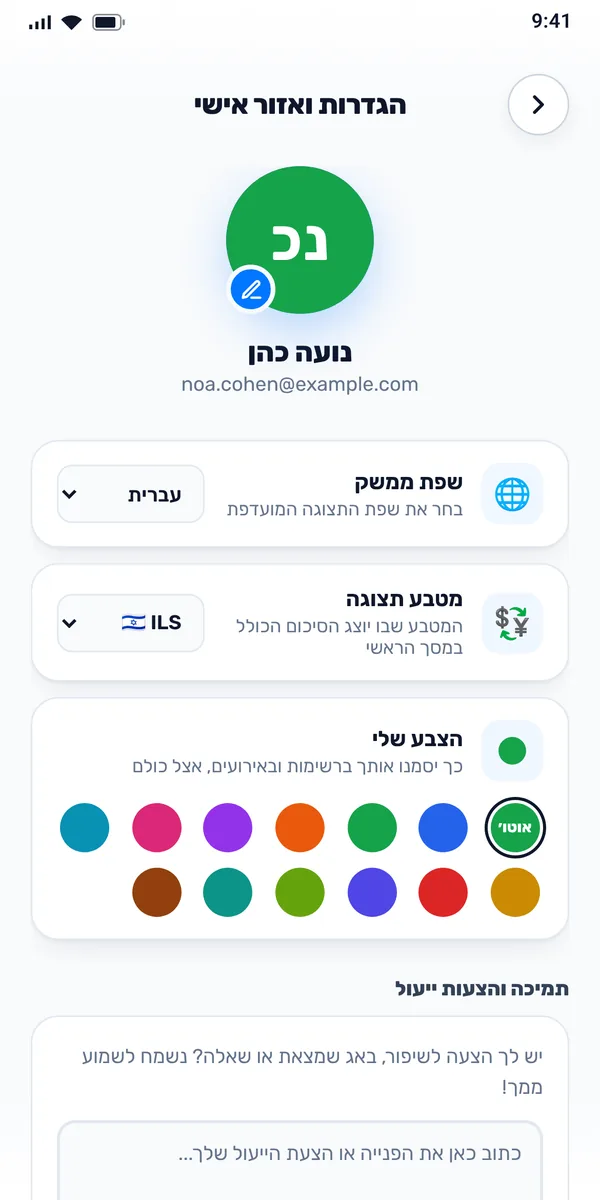 9:41
הגדרות ואזור אישי
נכ
נועה כהן
noa.cohen@example.com
שפת ממשק
בחר את שפת התצוגה המועדפת
עברית
מטבע תצוגה
המטבע שבו יוצג הסיכום הכולל
במסך הראשי
ILS 🇮🇱
הצבע שלי
כך יסמנו אותך ברשימות ובאירועים, אצל כולם
אוטו׳
תמיכה והצעות ייעול
יש לך הצעה לשיפור, באג שמצאת או שאלה? נשמח לשמוע
ממך!
כתוב כאן את הפנייה או הצעת הייעול שלך...